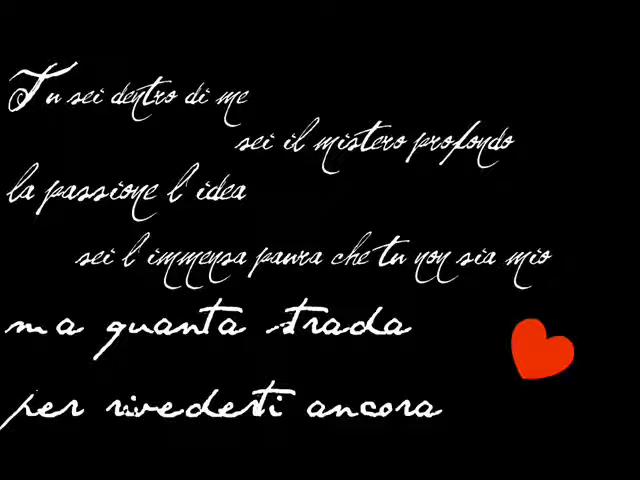 Tu sei dentro di me
sei il mistero profondo
la passione l'idea
sei l'immensa paura che tu non sia mio
ma quanta strada
per rivederti ancora